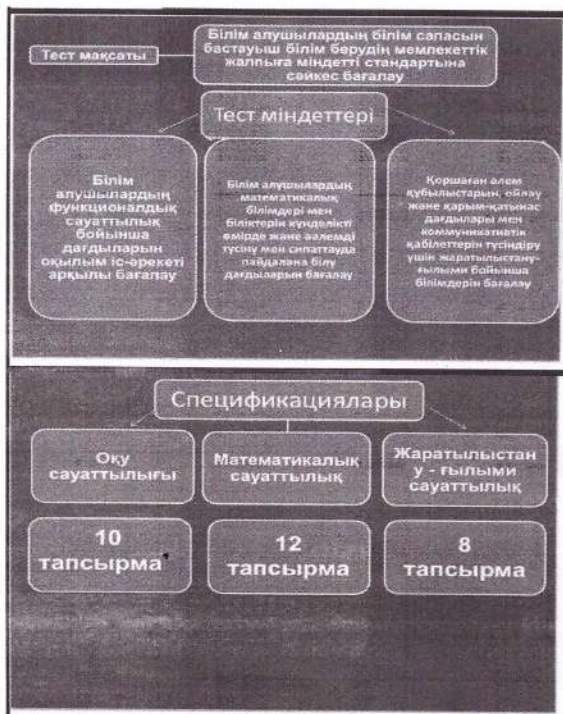 Тест мақсаты
Білім алушылардың білім сапасын
бастауыш білім берудің мемлекеттік
жалпыға міндетті стандартына
сәйкес бағалау
Тест міндеттері
Білім
алушылардың
функционалдық
сауаттылық
бойынша
дағдыларын
оқылым іс-әрекеті
арқылы бағалау
Білім алушылардың
математикалық
білімдері мен
біліктерін күнделікті
өмірде және әлемді
түсіну мен сипаттауда
пайдалана білу
дағдыларын бағалау
Қоршаған әлем
құбылыстарын, ойлау
және қарым-қатынас
дағдылары мен
коммуникативтік
қабілеттерін түсіндіру
үшін жаратылыстану-
ғылыми бойынша
білімдерін бағалау
Спецификациялары
Оқу
сауаттылығы
Математикалық
сауаттылық
Жаратылыстан
у - ғылыми
сауаттылық
10
тапсырма
12
тапсырма
8
тапсырма